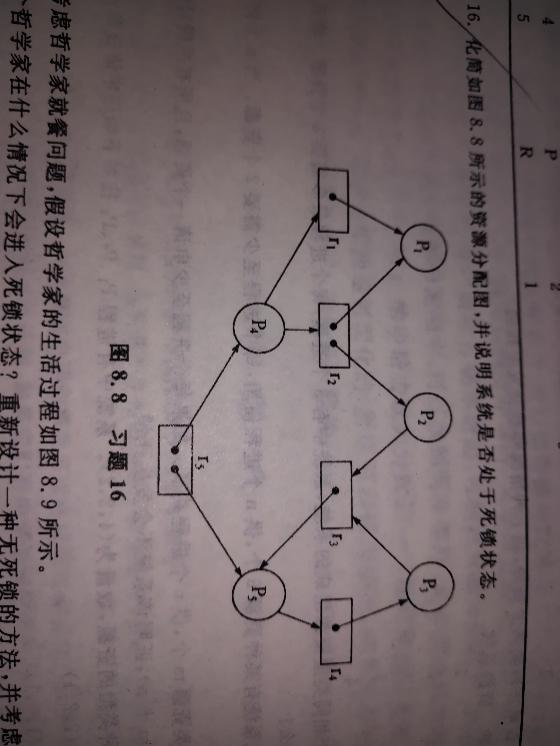 4 P 2
5 R 1
16. 化简如图 8.8 所示的资源分配图,并说明系统是否处于死锁状态。
P1 P2 P3
r1 r2 r3 r4
P4 P5
r5
图 8.8 习题 16
考虑哲学家就餐问题,假设哲学家的生活过程如图 8.9 所示。
个哲学家在什么情况下会进入死锁状态?重新设计一种无死锁的方法,并考虑